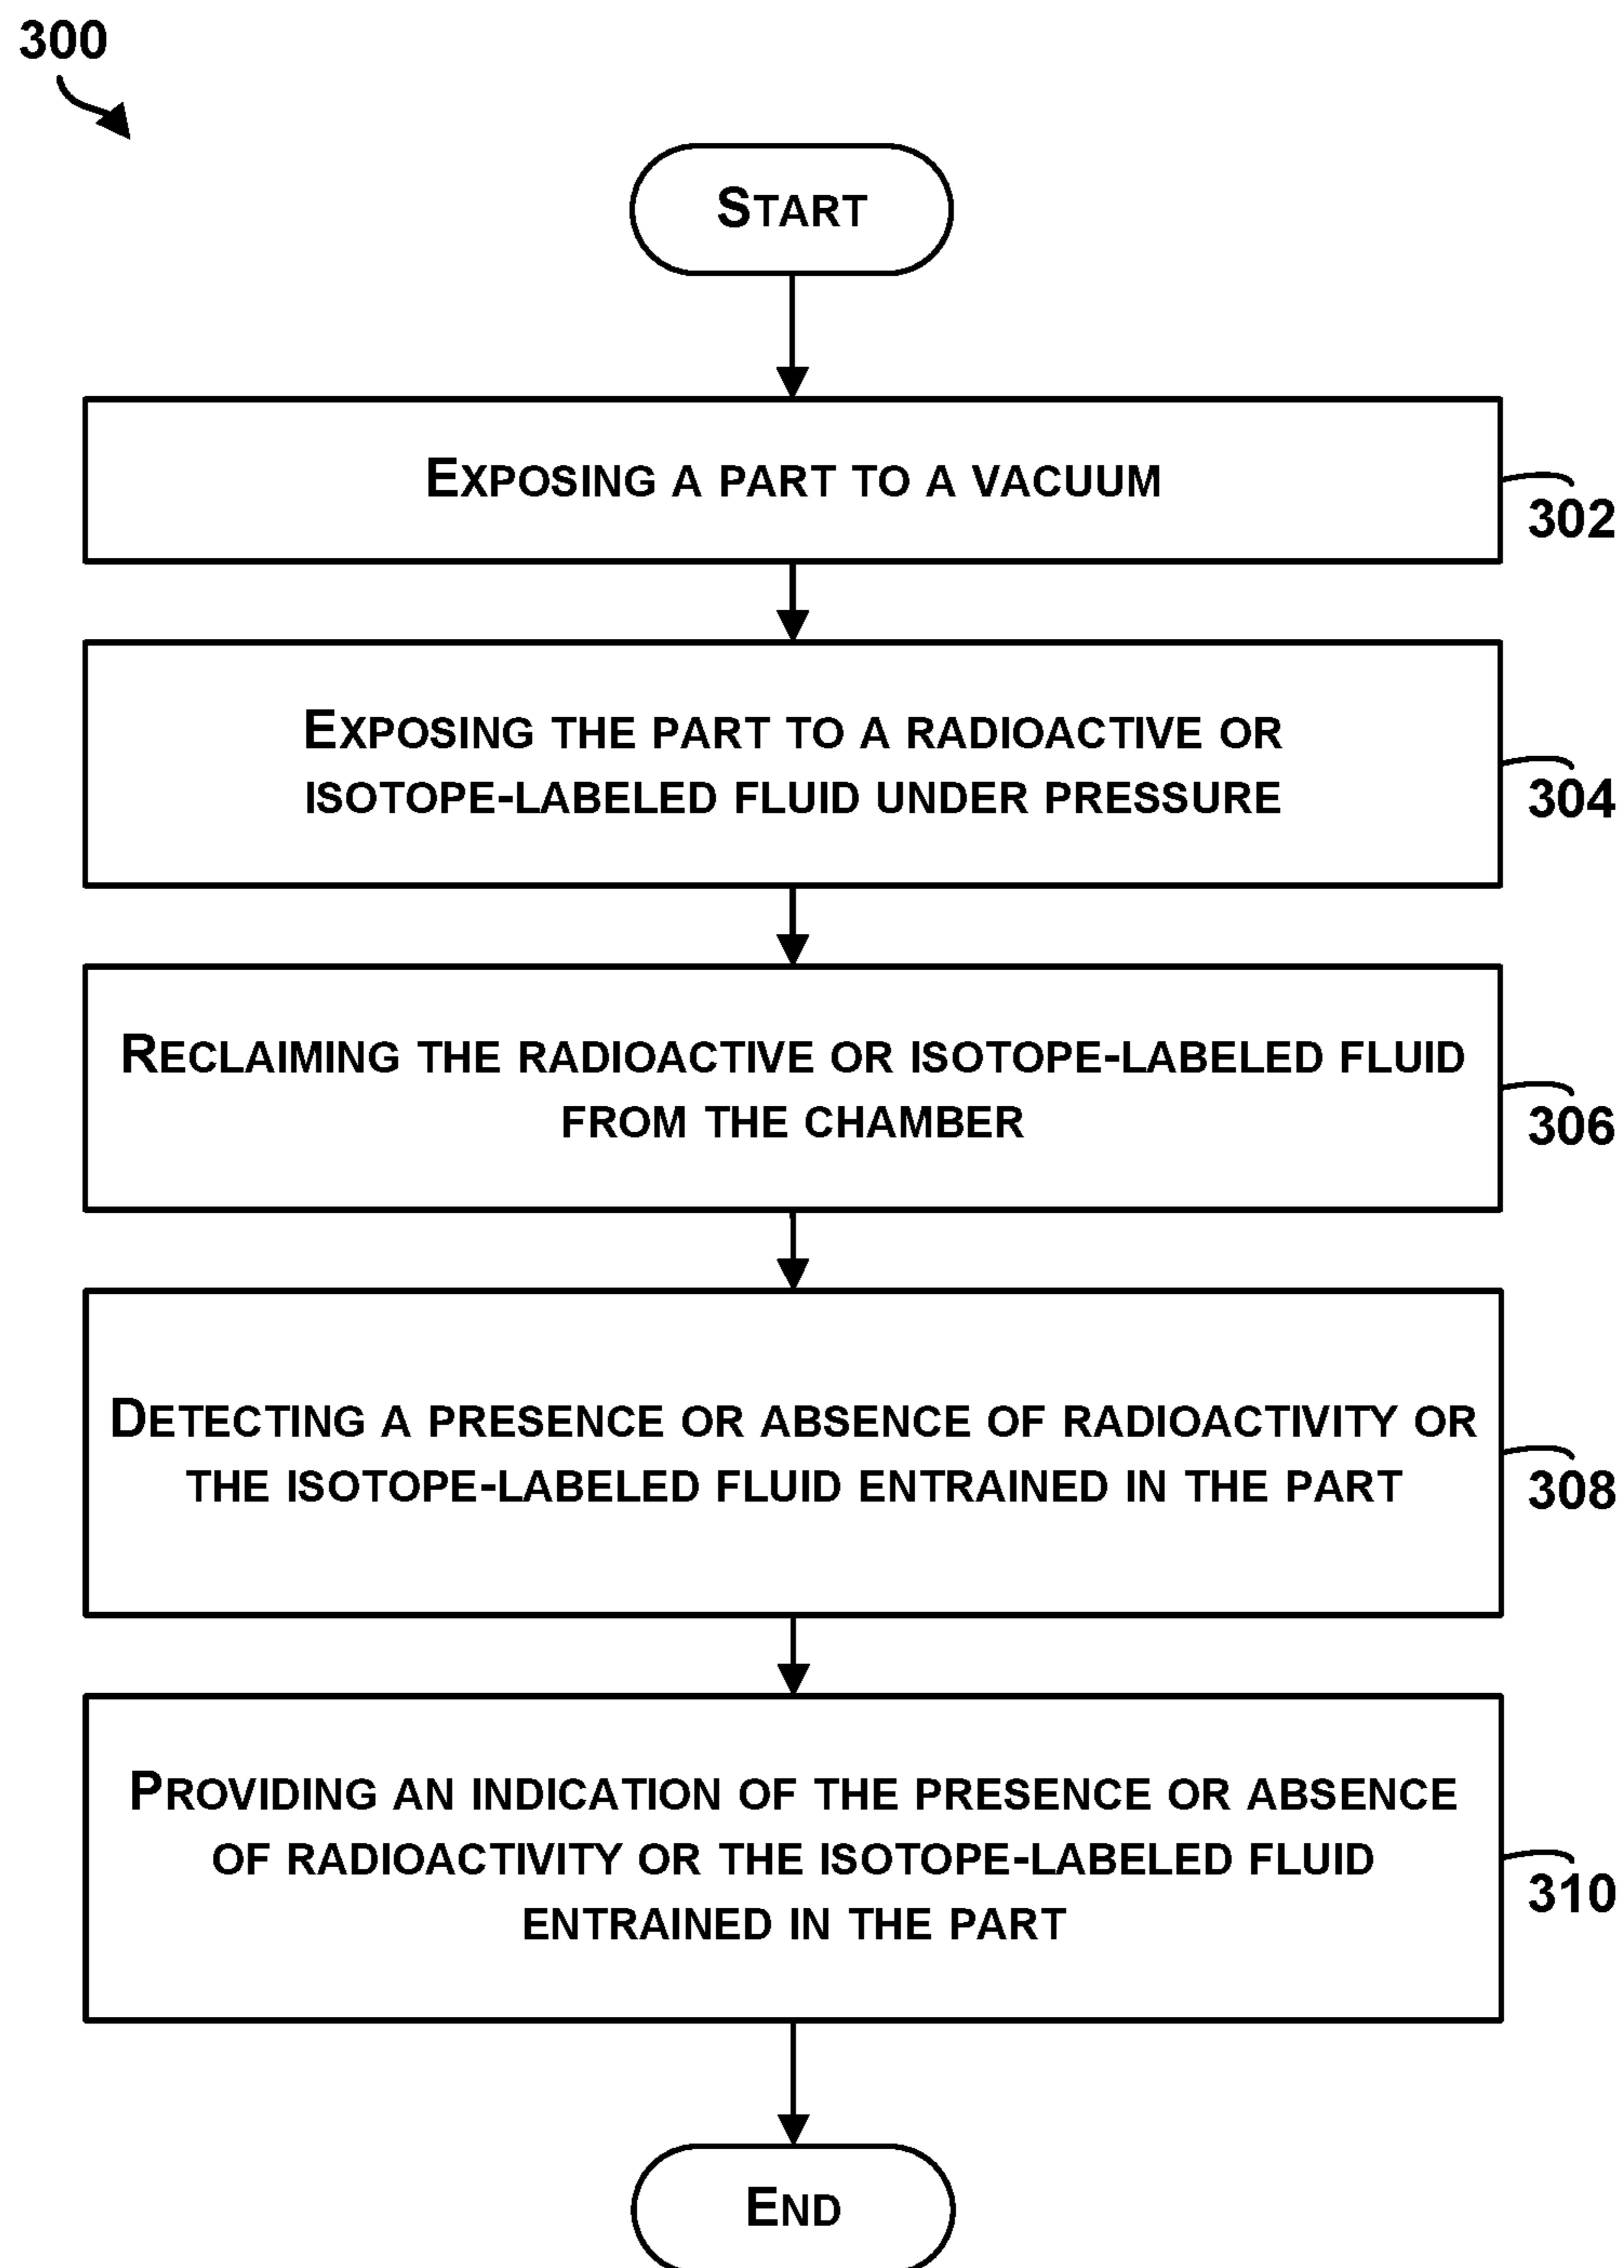 300
START
EXPOSING A PART TO A VACUUM
302
EXPOSING THE PART TO A RADIOACTIVE OR
ISOTOPE-LABELED FLUID UNDER PRESSURE
304
RECLAIMING THE RADIOACTIVE OR ISOTOPE-LABELED FLUID
FROM THE CHAMBER
306
DETECTING A PRESENCE OR ABSENCE OF RADIOACTIVITY OR
THE ISOTOPE-LABELED FLUID ENTRAINED IN THE PART
308
PROVIDING AN INDICATION OF THE PRESENCE OR ABSENCE
OF RADIOACTIVITY OR THE ISOTOPE-LABELED FLUID
ENTRAINED IN THE PART
310
END